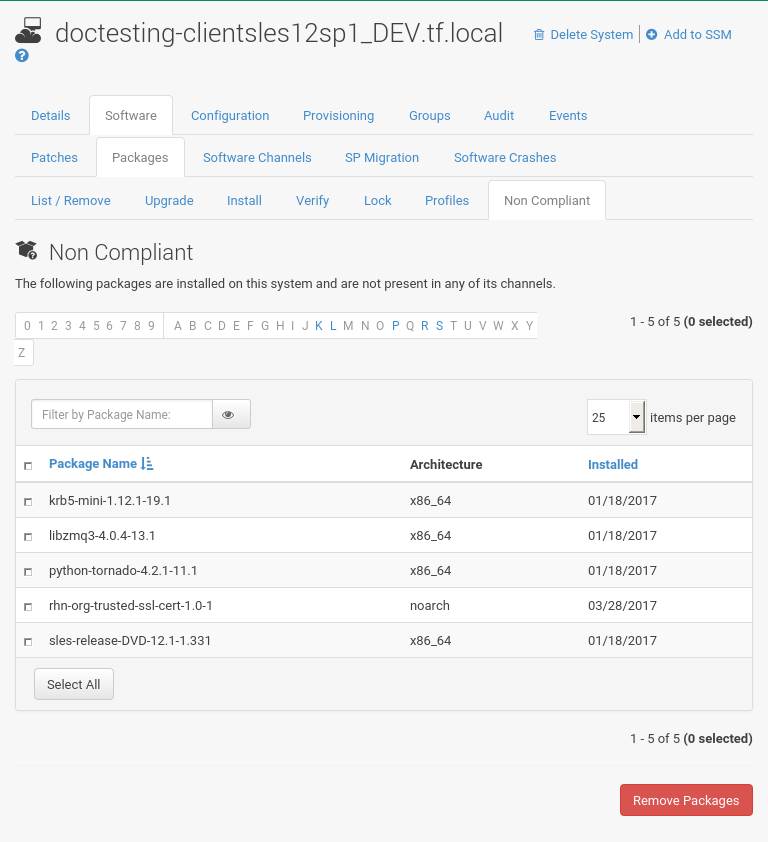 doctesting-clientsles12sp1_DEV.tf.local
Delete System | Add to SSM
Details Software Configuration Provisioning Groups Audit Events
Patches Packages Software Channels SP Migration Software Crashes
List / Remove Upgrade Install Verify Lock Profiles Non Compliant
Non Compliant
The following packages are installed on this system and are not present in any of its channels.
0 1 2 3 4 5 6 7 8 9 A B C D E F G H I J K L M N O P Q R S T U V W X Y
1 - 5 of 5 (0 selected)
Z
Filter by Package Name: 25 items per page
Package Name Architecture Installed
krb5-mini-1.12.1-19.1 x86_64 01/18/2017
libzmq3-4.0.4-13.1 x86_64 01/18/2017
python-tornado-4.2.1-11.1 x86_64 01/18/2017
rhn-org-trusted-ssl-cert-1.0-1 noarch 03/28/2017
sles-release-DVD-12.1-1.331 x86_64 01/18/2017
Select All
1 - 5 of 5 (0 selected)
Remove Packages